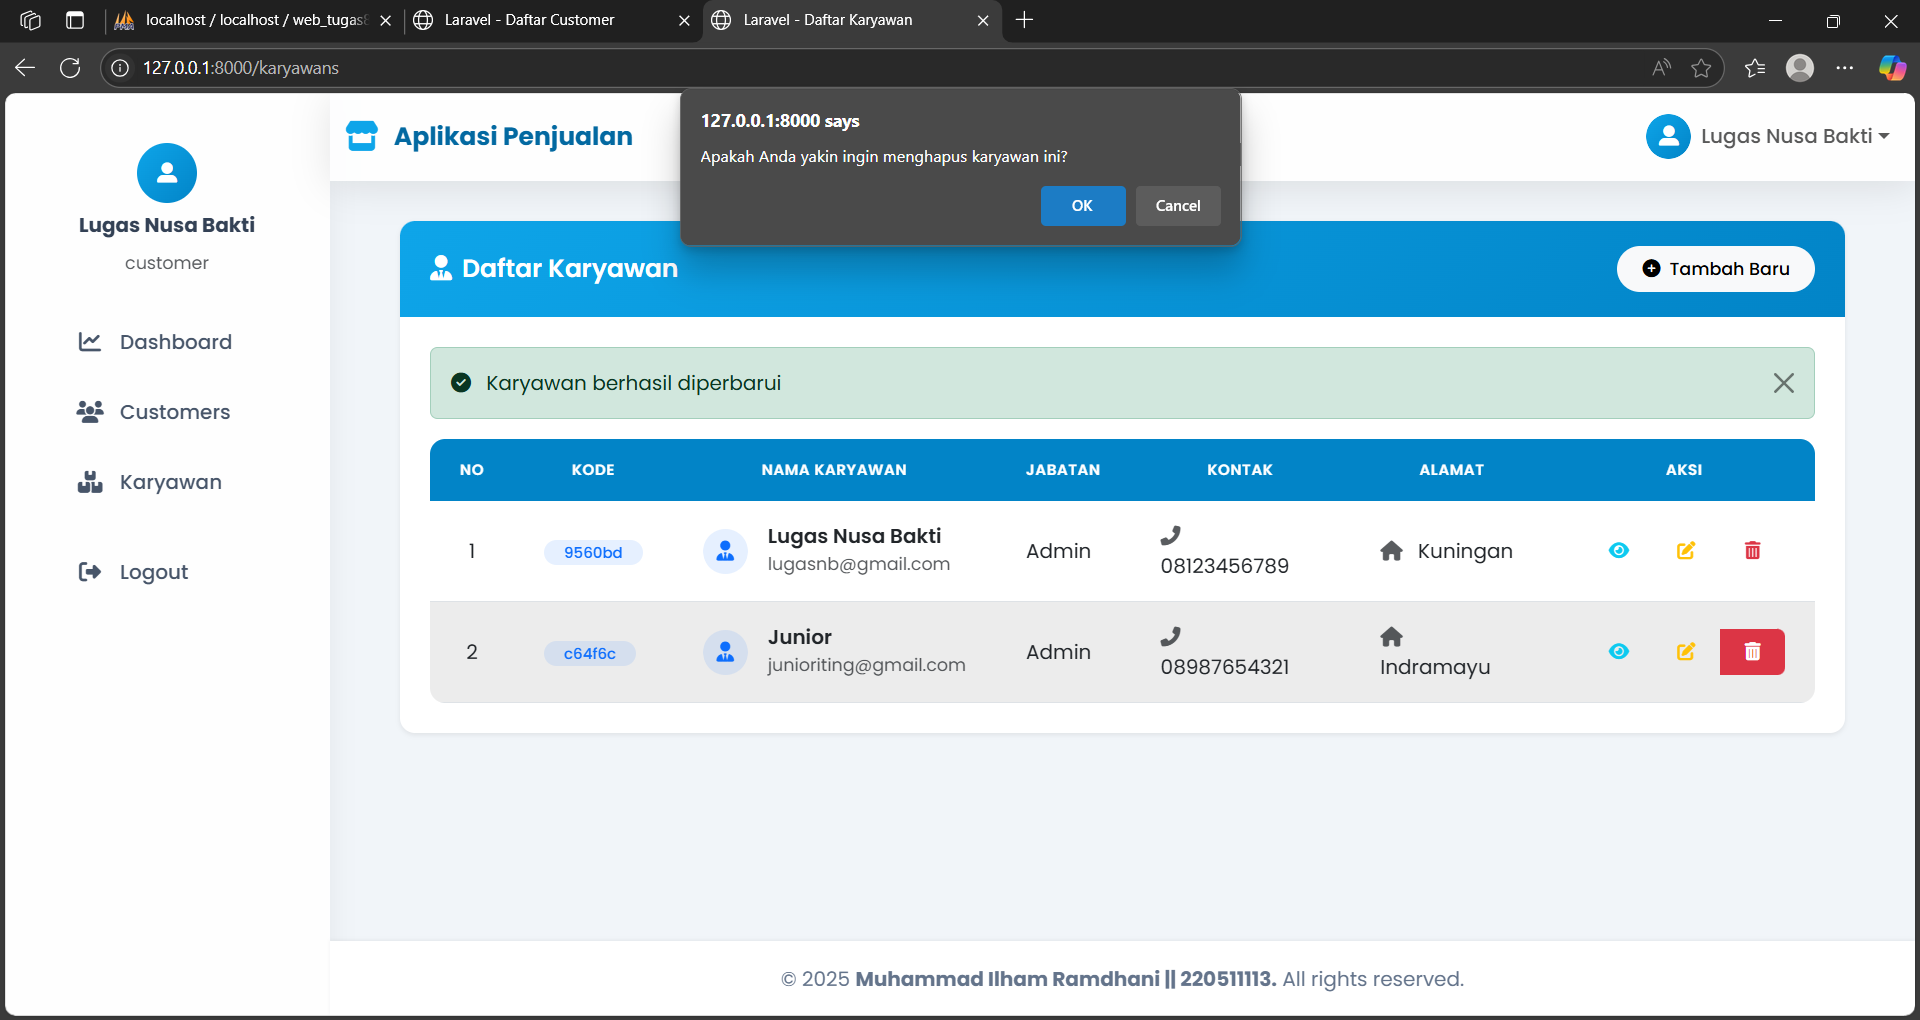 localhost / localhost / web_tugas
Laravel - Daftar Customer
Laravel - Daftar Karyawan
127.0.0.1:8000/karyawans
127.0.0.1:8000 says
Apakah Anda yakin ingin menghapus karyawan ini?
OK
Cancel
Lugas Nusa Bakti
customer
Dashboard
Customers
Karyawan
Logout
Aplikasi Penjualan
Lugas Nusa Bakti
Daftar Karyawan
Tambah Baru
Karyawan berhasil diperbarui
NO KODE NAMA KARYAWAN JABATAN KONTAK ALAMAT AKSI
1 9560bd Lugas Nusa Bakti Admin 08123456789 Kuningan
lugasnb@gmail.com
2 c64f6c Junior Admin 08987654321 Indramayu
junioriting@gmail.com
© 2025 Muhammad Ilham Ramdhani || 220511113. All rights reserved.